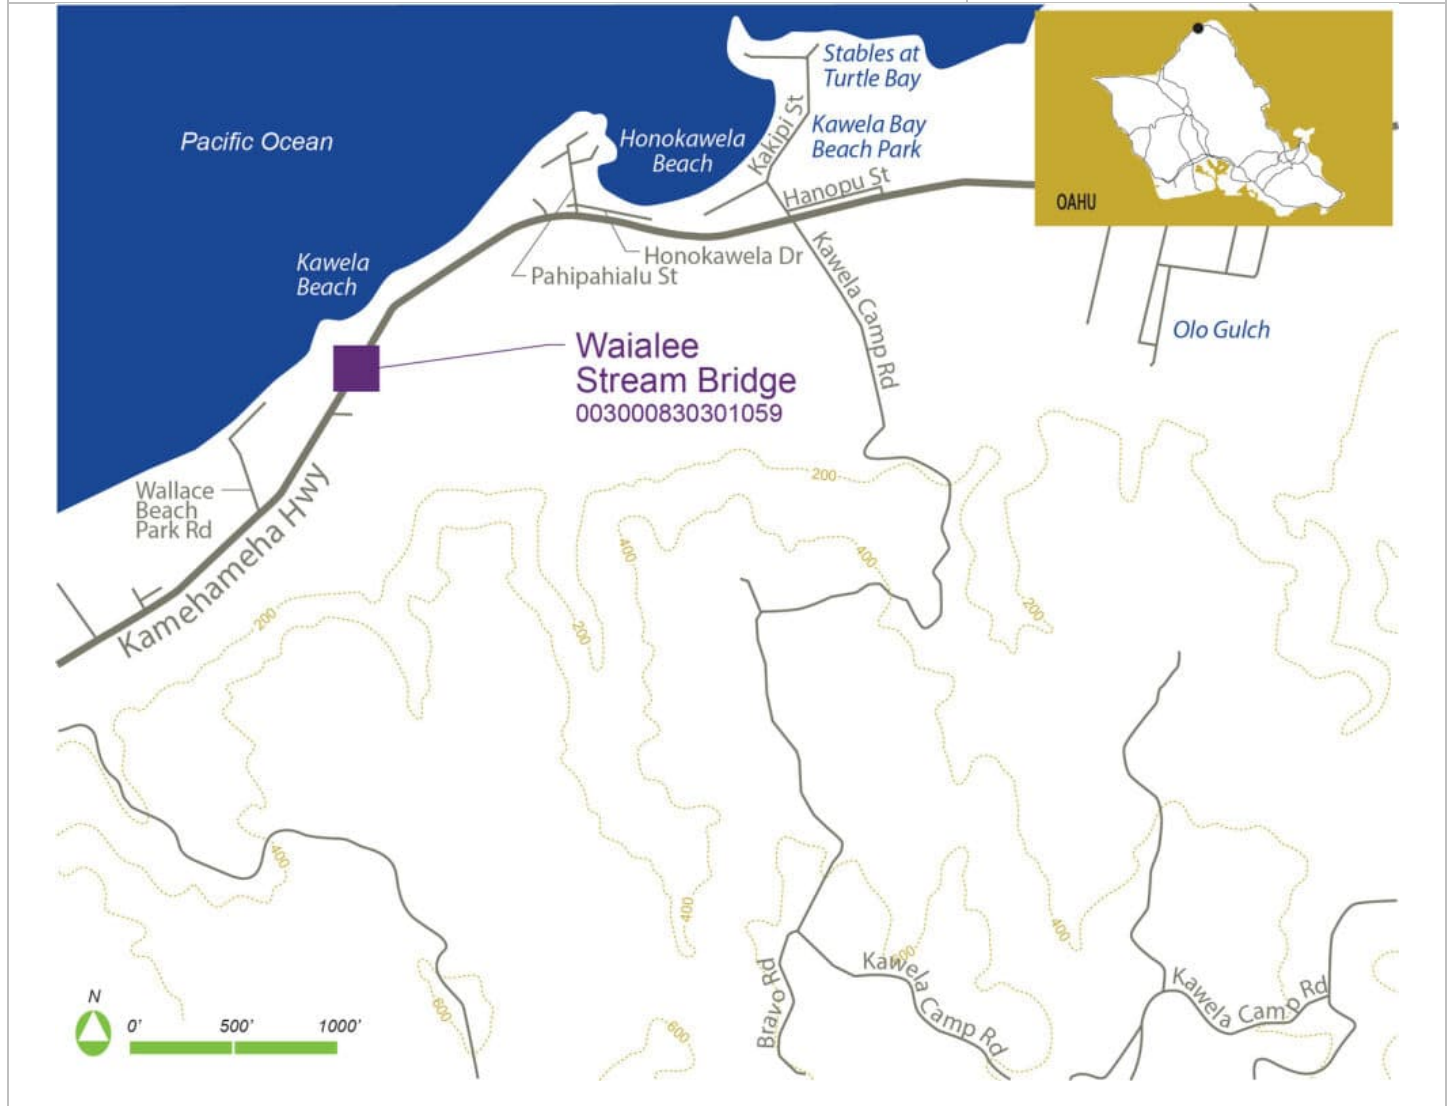 Stables at
Turtle Bay
Pacific Ocean
Honokawela
Beach
Kakipi St
Kawela Bay
Beach Park
Hanopu St
OAHU
Kawela
Beach
Honokawela Dr
Pahipahialu St
Kawela Camp Rd
Olo Gulch
Waialee
Stream Bridge
003000830301059
Wallace
Beach
Park Rd
Kamehameha Hwy
200
400
400
200
200
200
400
400
400
600
Kawela Camp Rd
Bravo Rd
Kawela Camp Rd
600
600
N
0'
500'
1000'